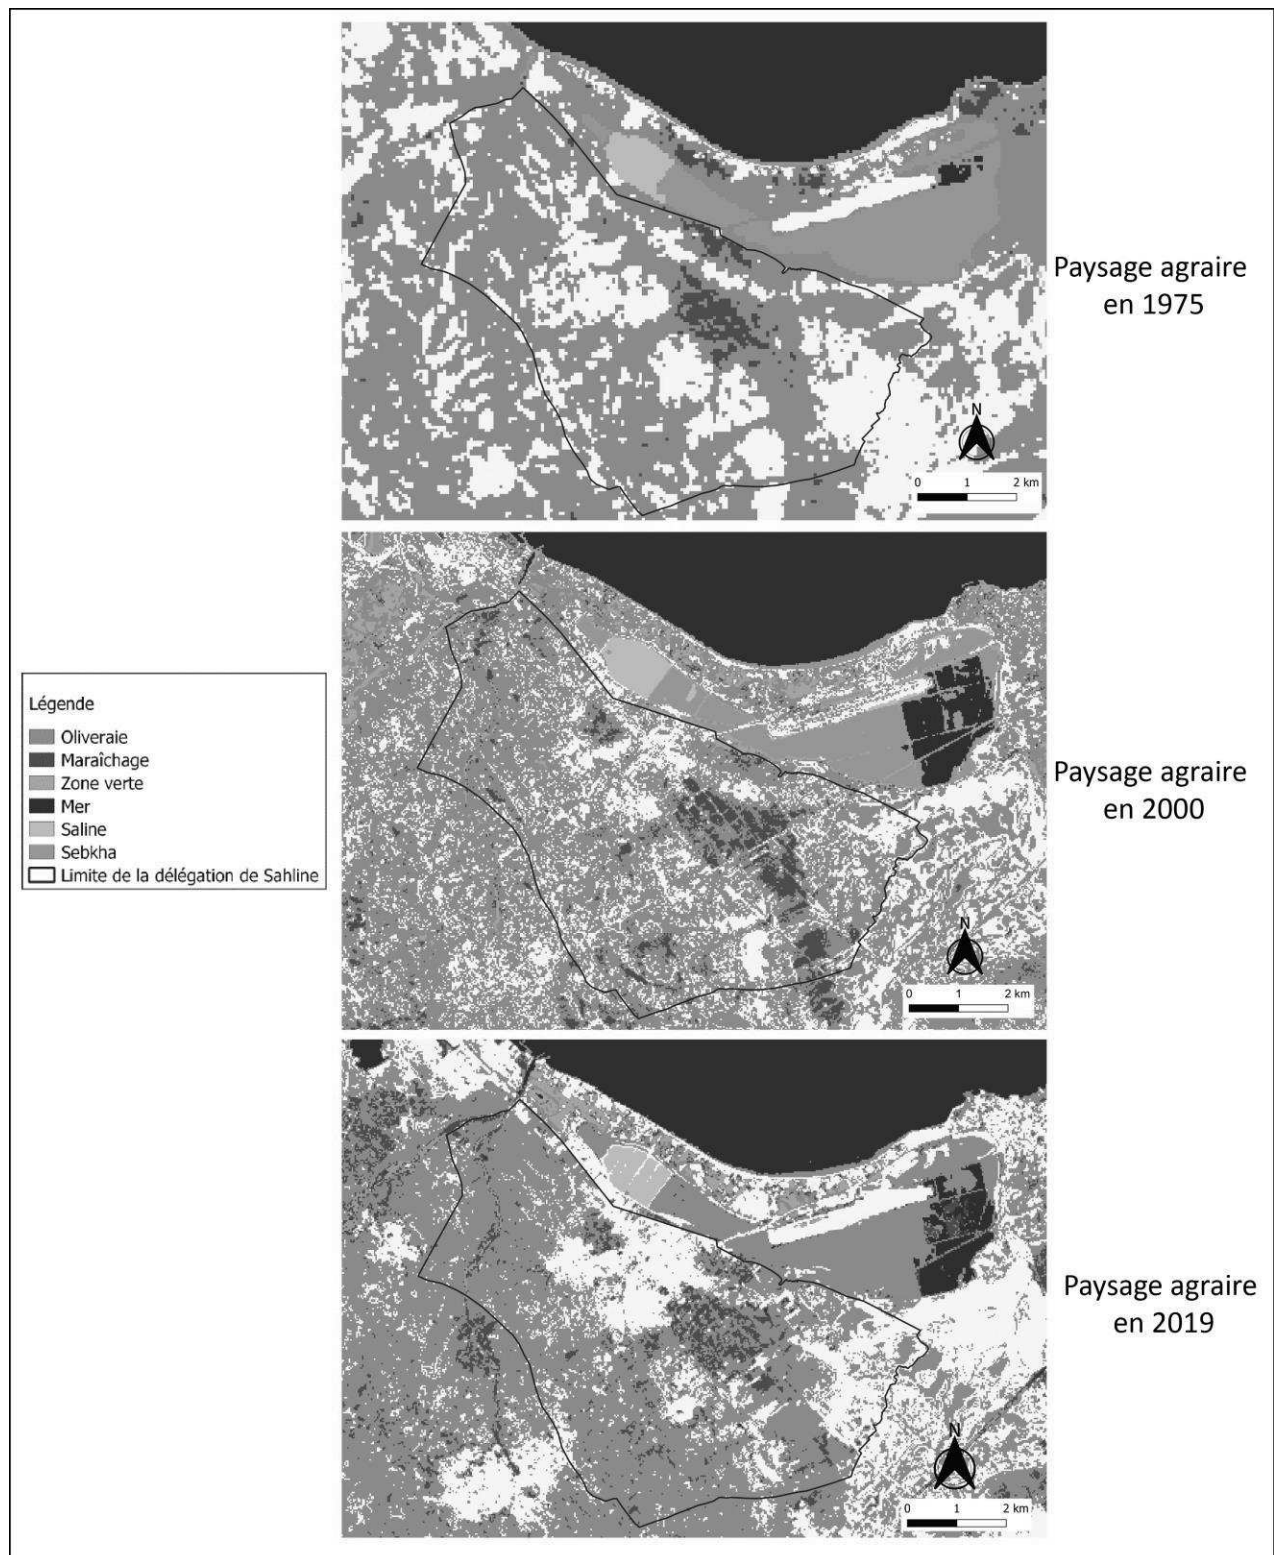 Paysage agraire
en 1975
N
0 1 2 km
Légende
Oliveraie
Maraîchage
Zone verte
Mer
Saline
Sebkha
Limite de la délégation de Sahline
Paysage agraire
en 2000
N
0 1 2 km
Paysage agraire
en 2019
N
0 1 2 km